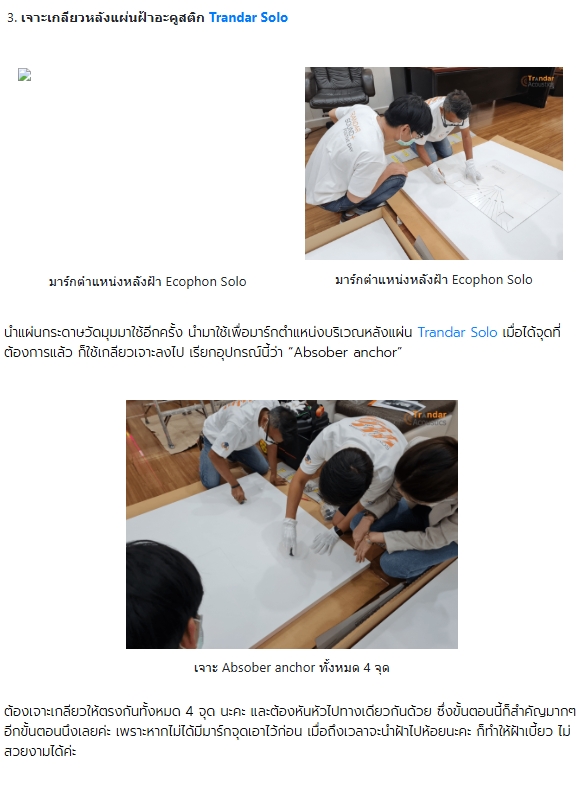 3. เจาะเกลียวหลังแผ่นฝ้าอะคูสติก Trandar Solo
Trandar
Acoustics
มาร์กตำแหน่งหลังฝ้า Ecophon Solo
มาร์กตำแหน่งหลังฝ้า Ecophon Solo
นำแผ่นกระดาษวัดมุมมาใช้อีกครั้ง นำมาใช้เพื่อมาร์กตำแหน่งบริเวณหลังแผ่น Trandar Solo เมื่อได้จุดที่
ต้องการแล้ว ก็ใช้เกลียวเจาะลงไป เรียกอุปกรณ์นี้ว่า “Absober anchor”
Trandar
Acoustics
เจาะ Absober anchor ทั้งหมด 4 จุด
ต้องเจาะเกลียวให้ตรงกันทั้งหมด 4 จุด นะคะ และต้องหันหัวไปทางเดียวกันด้วย ซึ่งขั้นตอนนี้ก็สำคัญมากๆ
อีกขั้นตอนนึงเลยค่ะ เพราะหากไม่ได้มีมาร์กจุดเอาไว้ก่อน เมื่อถึงเวลาจะนำฝ้าไปห้อยนะคะ ก็ทำให้ฝ้าเบี้ยว ไม่
สวยงามได้ค่ะ